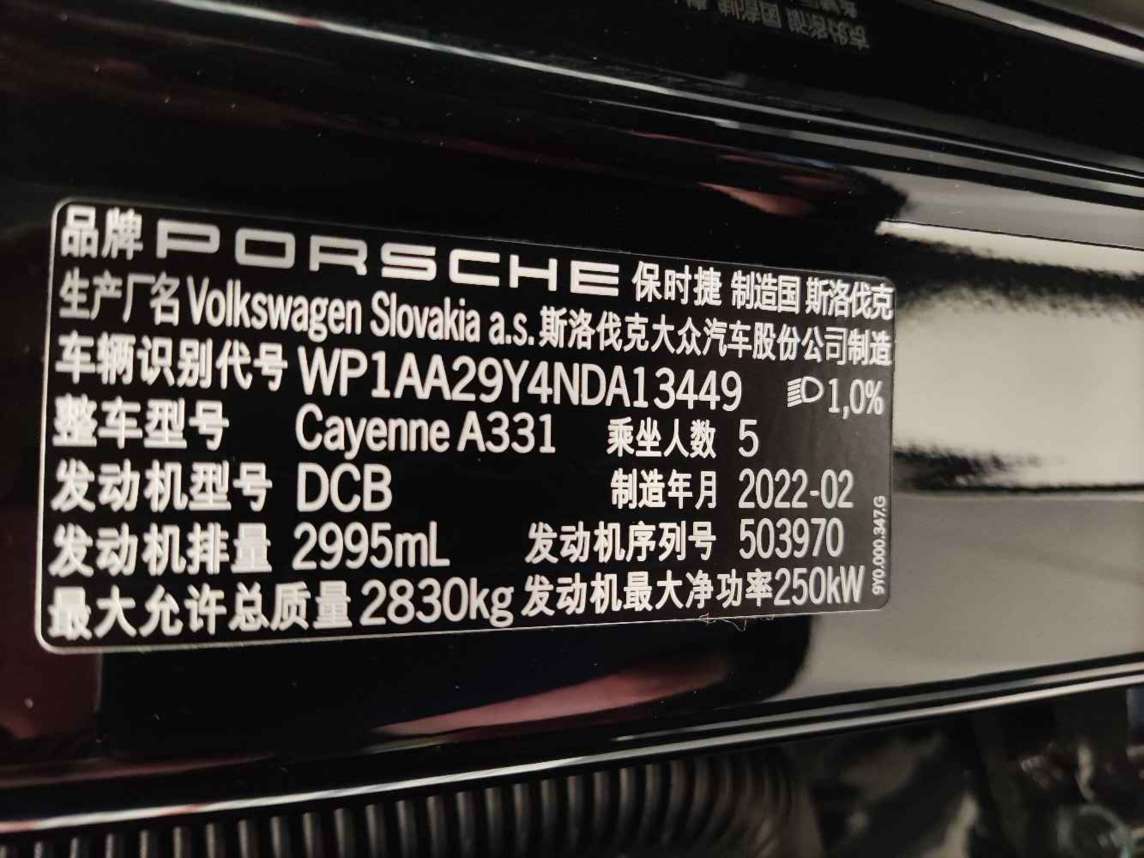 品牌 PORSCHE 保时捷 制造国 斯洛伐克
生产厂名 Volkswagen Slovakia a.s. 斯洛伐克大众汽车股份公司制造
车辆识别代号 WP1AA29Y4NDA13449 1,0%
整车型号 Cayenne A331 乘坐人数 5
发动机型号 DCB 制造年月 2022-02
发动机排量 2995mL 发动机序列号 503970
最大允许总质量 2830kg 发动机最大净功率 250kW
9Y0.000.347.G